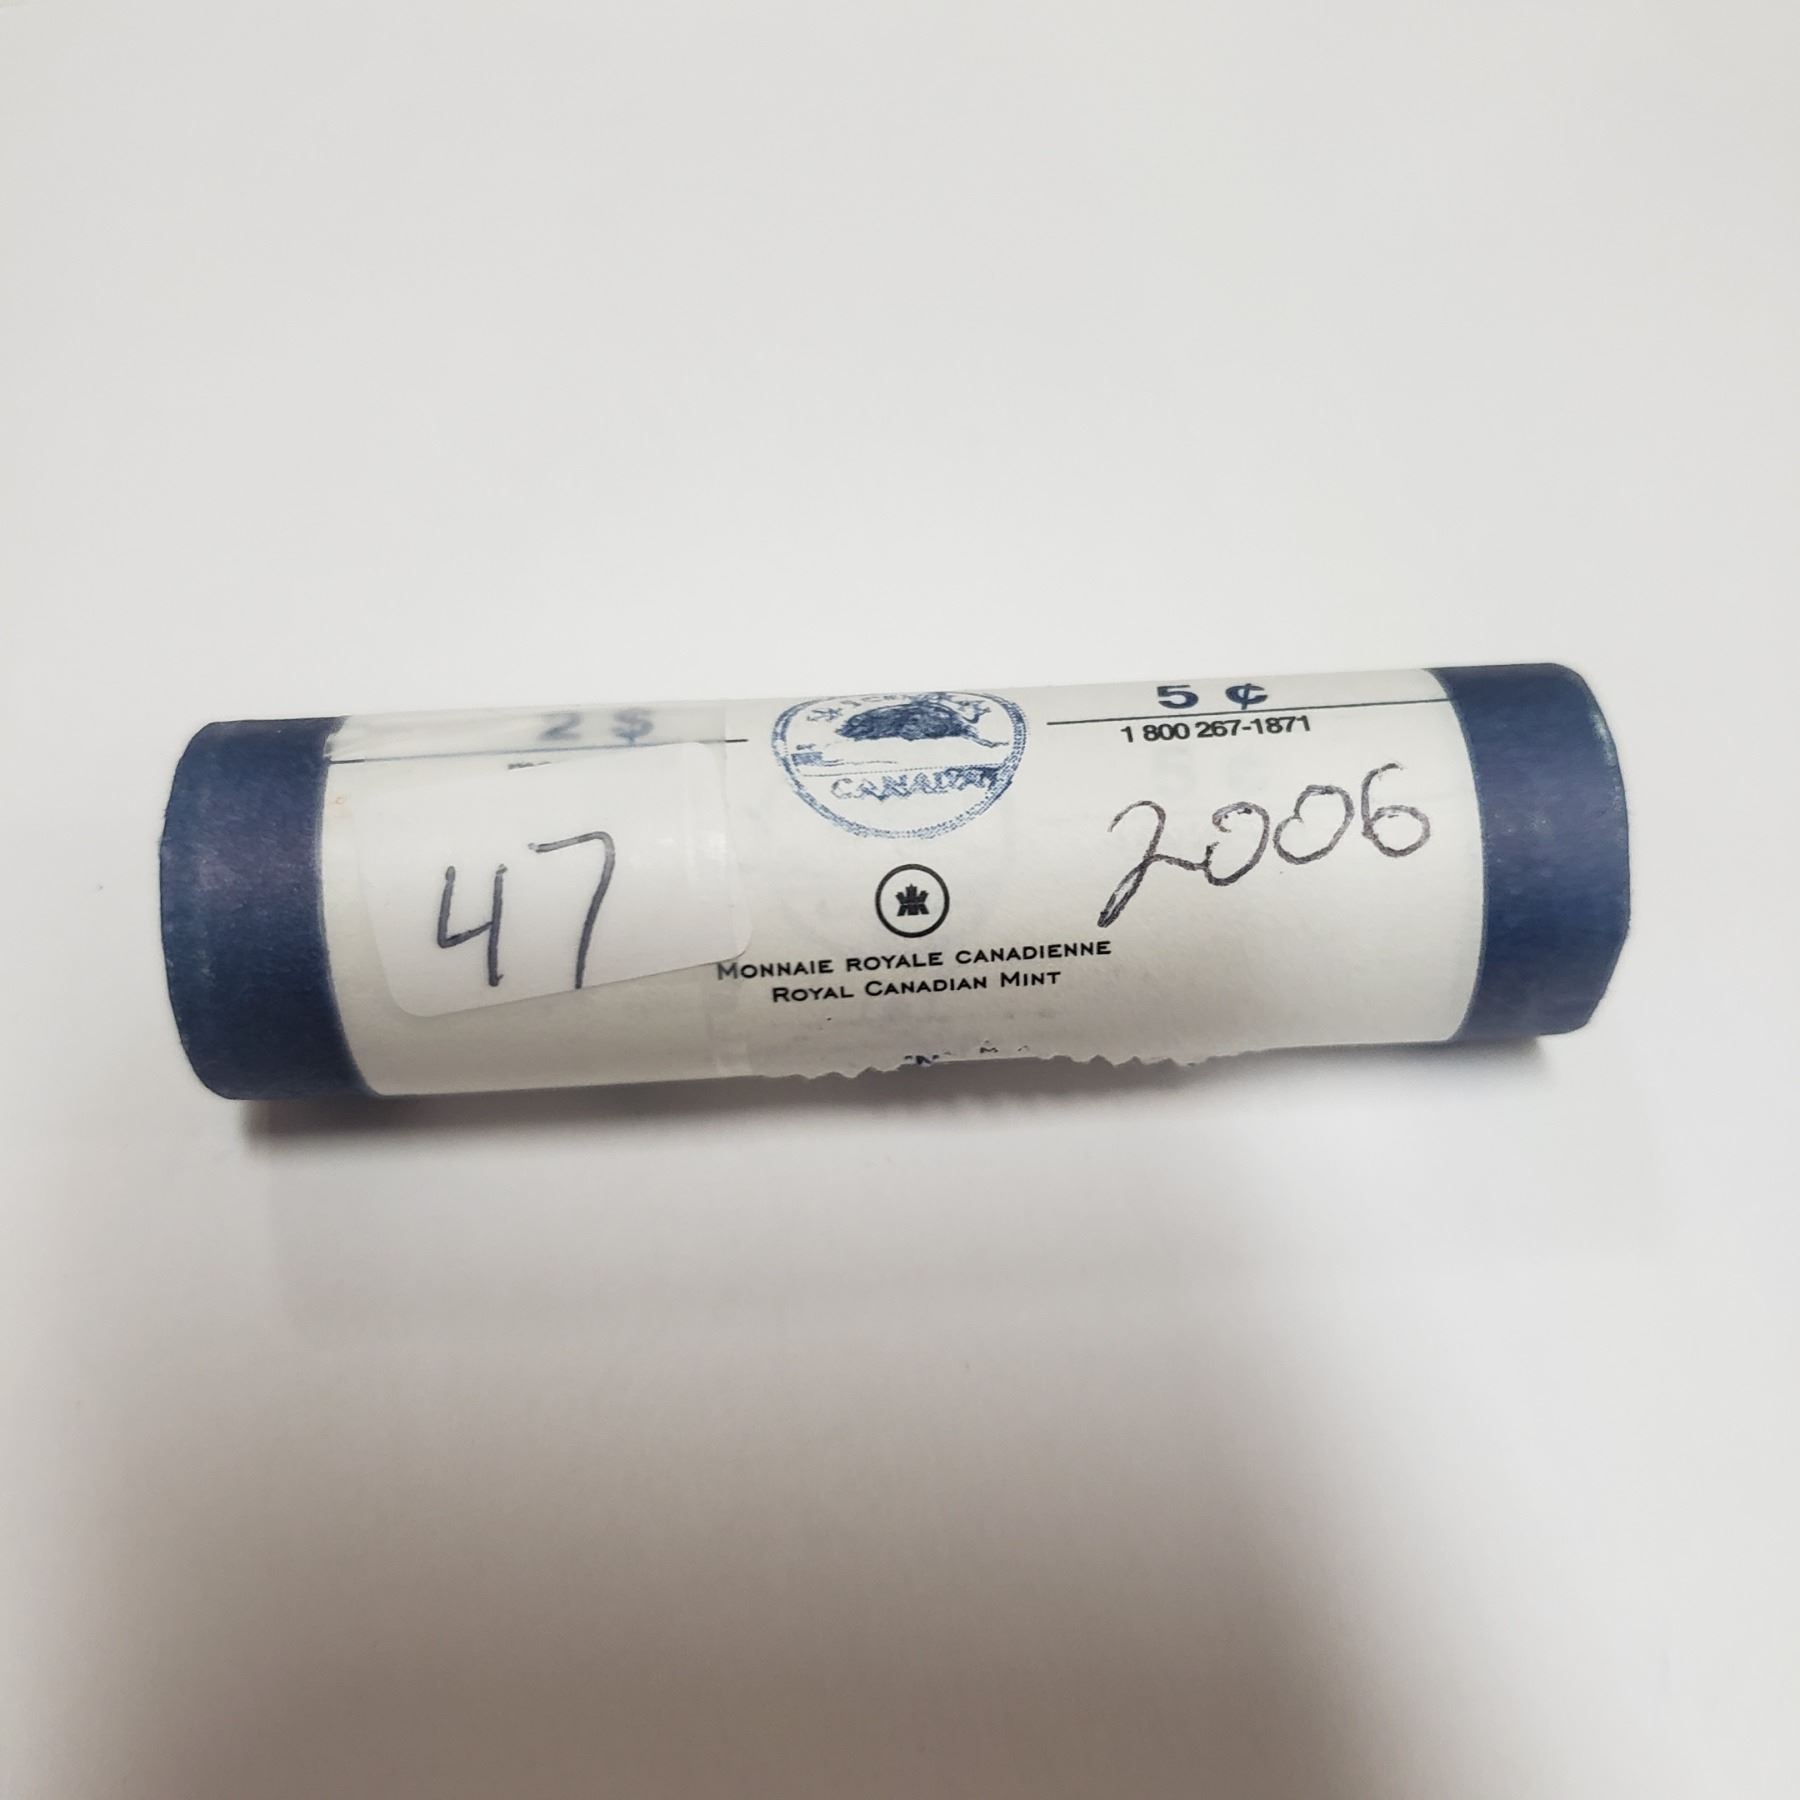 2 $
5 ¢
1 800 267-1871
CANADA
47
2006
MONNAIE ROYALE CANADIENNE
ROYAL CANADIAN MINT